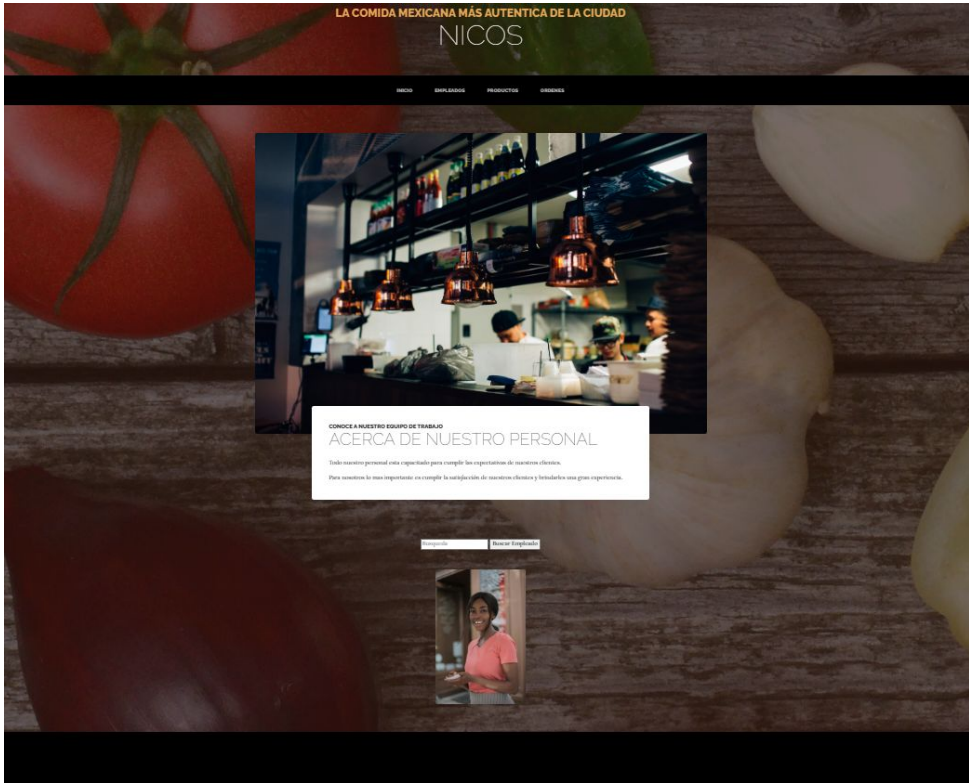 LA COMIDA MEXICANA MÁS AUTENTICA DE LA CIUDAD
NICOS
INICIO EMPLEADOS PRODUCTOS ORDENES
CONOCE A NUESTRO EQUIPO DE TRABAJO
ACERCA DE NUESTRO PERSONAL
Todo nuestro personal esta capacitado para cumplir las expectativas de nuestros clientes.
Para nosotros lo mas importante es cumplir la satisfacción de nuestros clientes y brindarles una gran experiencia.
Busqueda Buscar Empleado